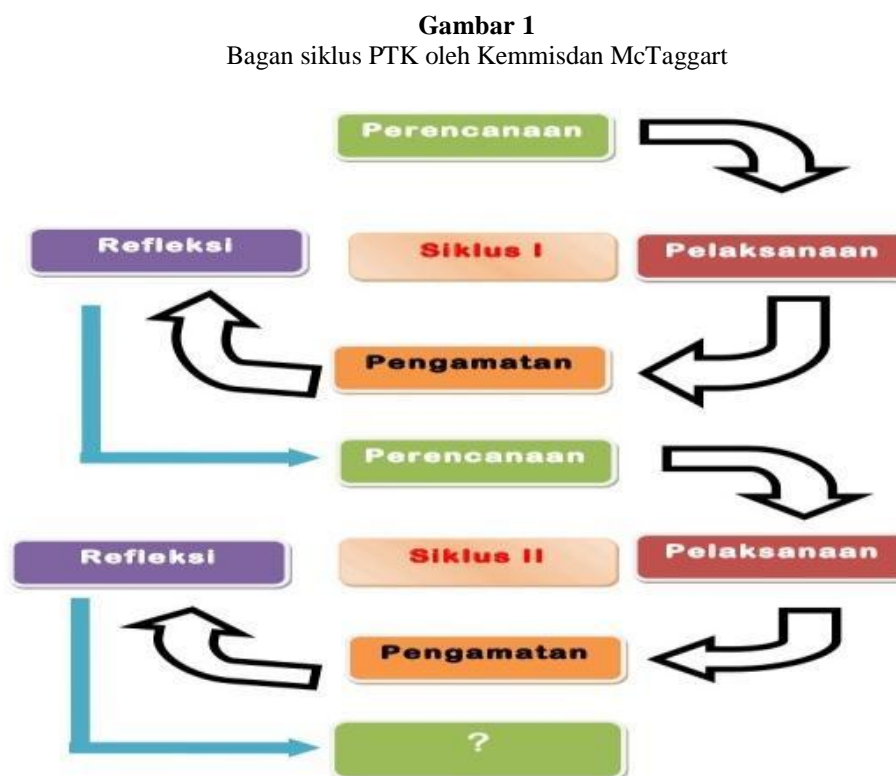 Gambar 1
Bagan siklus PTK oleh Kemmisdan McTaggart
Perencanaan
Refleksi
Siklus I
Pelaksanaan
Pengamatan
Perencanaan
Refleksi
Siklus II
Pelaksanaan
Pengamatan
?